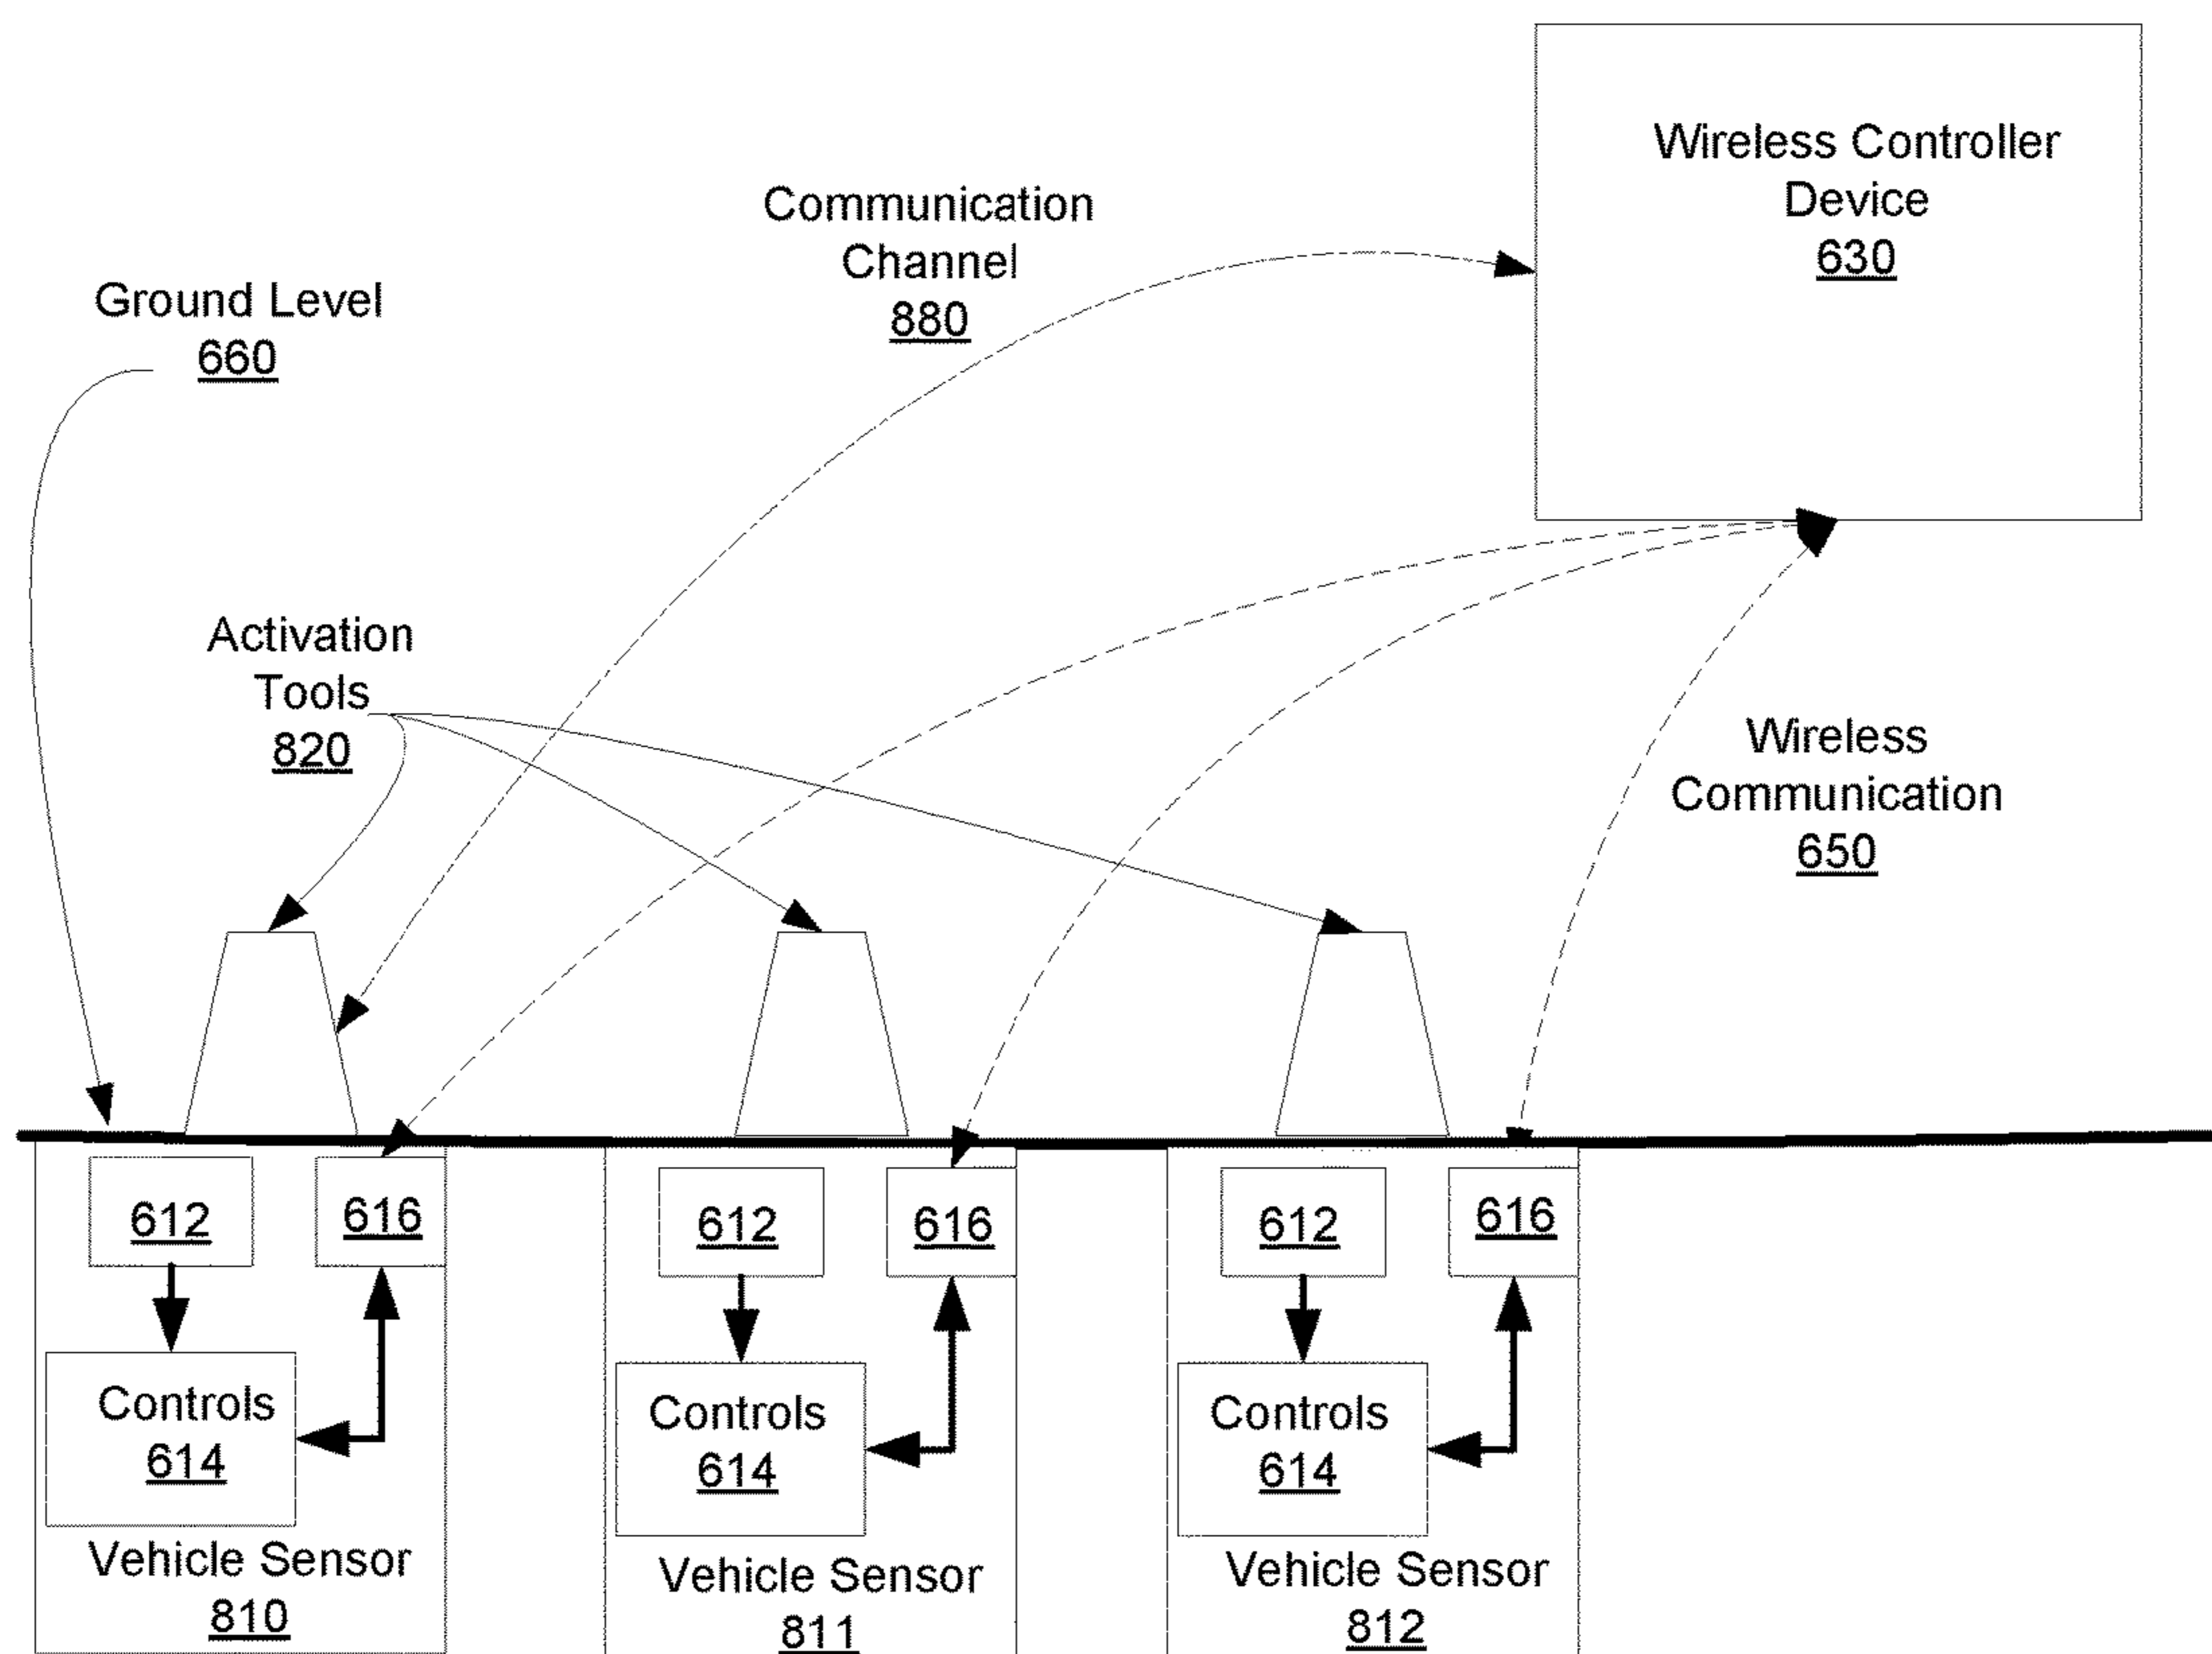 Wireless Controller
Device
630
Communication
Channel
880
Ground Level
660
Activation
Tools
820
Wireless
Communication
650
612
616
Controls
614
Vehicle Sensor
810
612
616
Controls
614
Vehicle Sensor
811
612
616
Controls
614
Vehicle Sensor
812